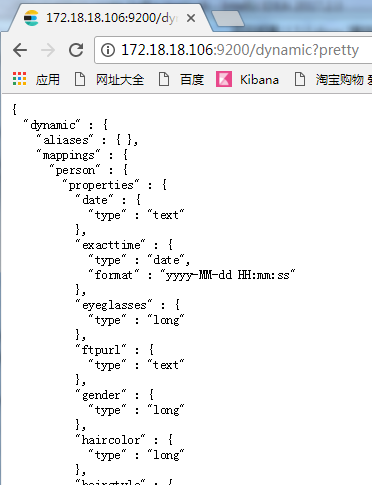 172.18.18.106:9200/dy
172.18.18.106:9200/dynamic?pretty
应用 网址大全 百度 Kibana 淘宝购物
{
"dynamic" : {
"aliases" : { },
"mappings" : {
"person" : {
"properties" : {
"date" : {
"type" : "text"
},
"exacttime" : {
"type" : "date",
"format" : "yyyy-MM-dd HH:mm:ss"
},
"eyeglasses" : {
"type" : "long"
},
"ftpurl" : {
"type" : "text"
},
"gender" : {
"type" : "long"
},
"haircolor" : {
"type" : "long"
},
"hairstyle" : {